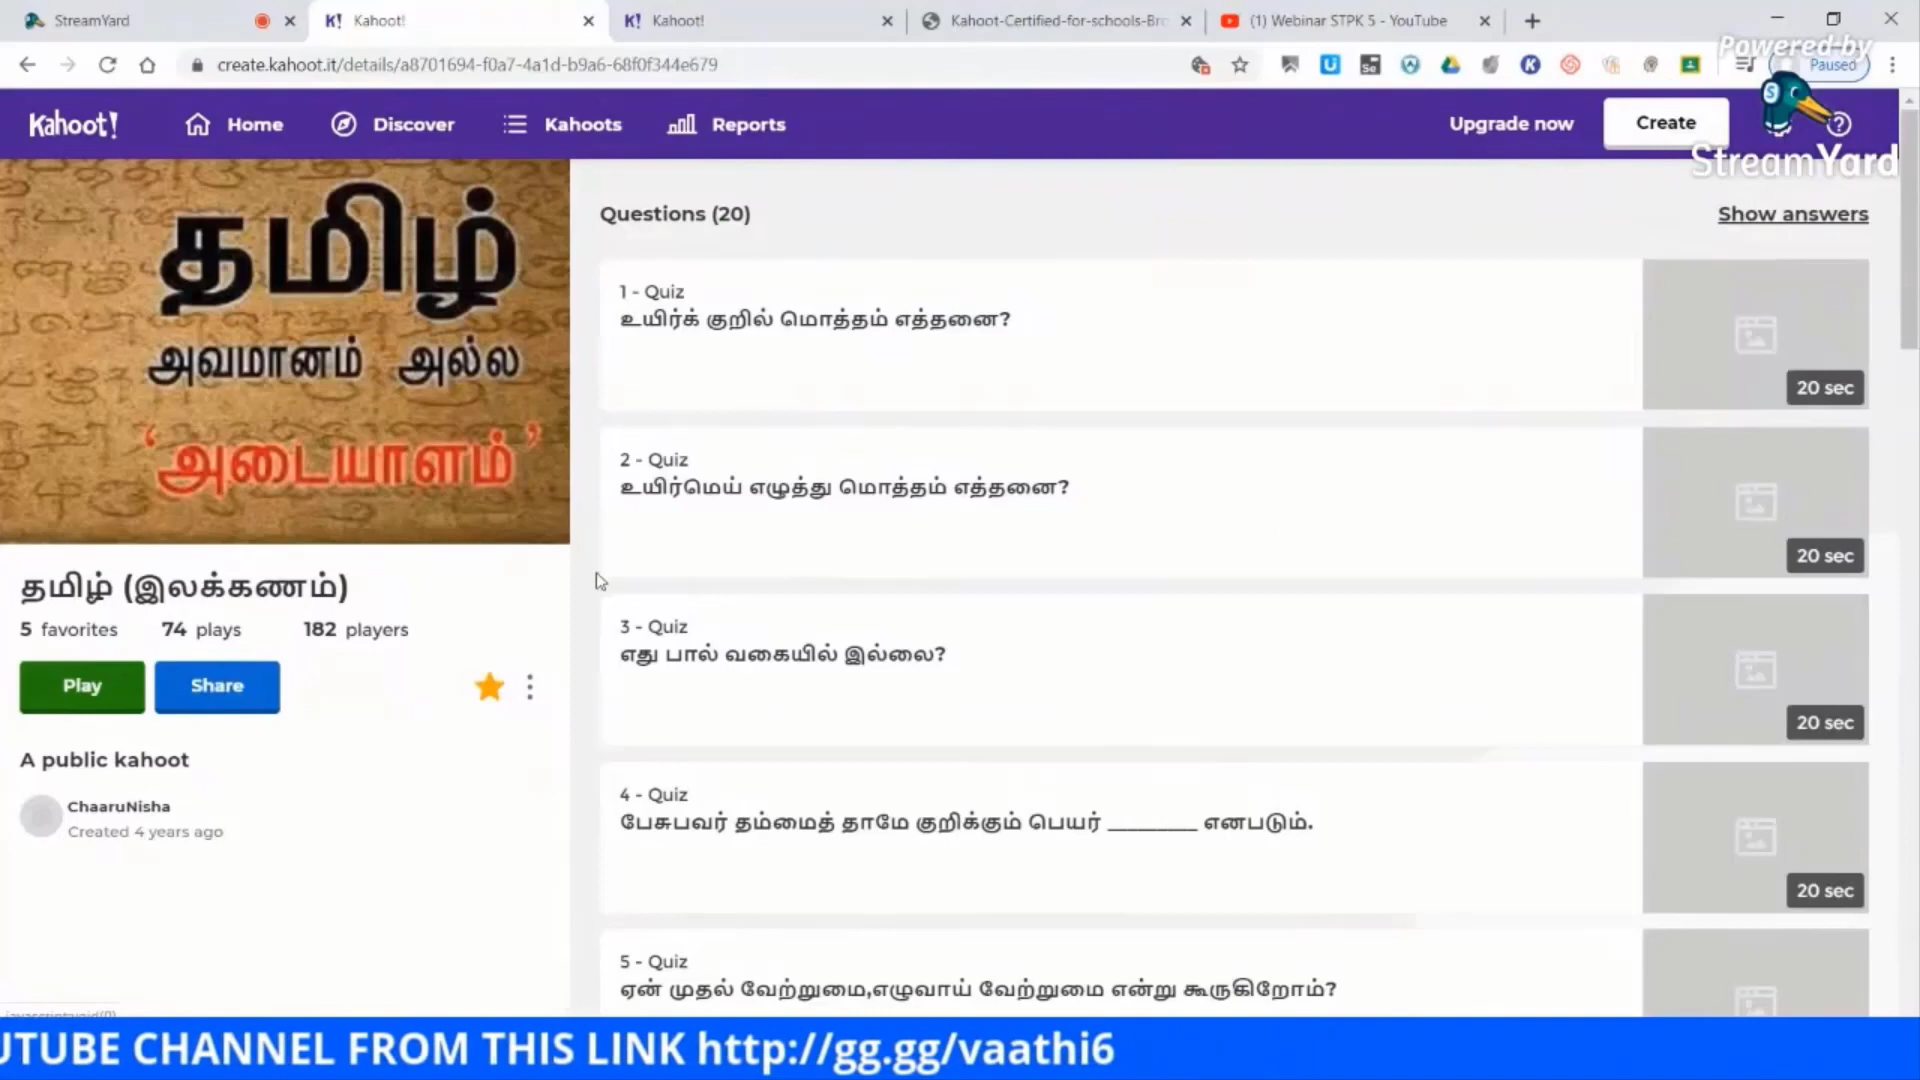 StreamYard
Kahoot!
Kahoot!
Kahoot-Certified-for-schools-Bro
(1) Webinar STPK 5 - YouTube
create.kahoot.it/details/a8701694-f0a7-4a1d-b9a6-68f0f344e679
Paused
Powered by
StreamYard
Kahoot!
Home
Discover
Kahoots
Reports
Upgrade now
Create
தமிழ்
அவமானம் அல்ல
'அடையாளம்'
தமிழ் (இலக்கணம்)
5 favorites
74 plays
182 players
Play
Share
A public kahoot
ChaaruNisha
Created 4 years ago
Questions (20)
Show answers
1 - Quiz
உயிர்க் குறில் மொத்தம் எத்தனை?
20 sec
2 - Quiz
உயிர்மெய் எழுத்து மொத்தம் எத்தனை?
20 sec
3 - Quiz
எது பால் வகையில் இல்லை?
20 sec
4 - Quiz
பேசுபவர் தம்மைத் தாமே குறிக்கும் பெயர் ________ எனபடும்.
20 sec
5 - Quiz
ஏன் முதல் வேற்றுமை,எழுவாய் வேற்றுமை என்று கூருகிறோம்?
UTUBE CHANNEL FROM THIS LINK http://gg.gg/vaathi6